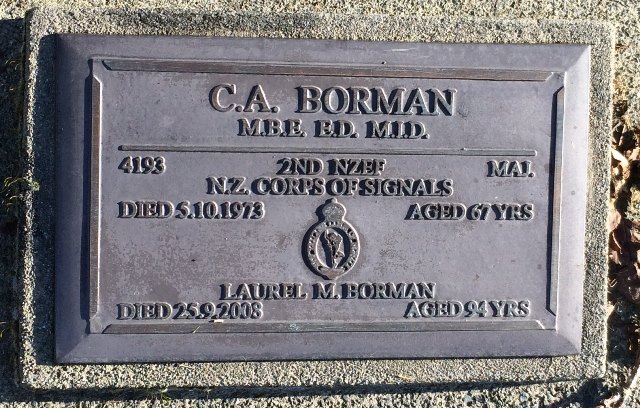 C.A. BORMAN
M.B.E. E.D. M.I.D.
4193 2ND NZEF MAJ.
N.Z. CORPS OF SIGNALS
DIED 5.10.1973 AGED 67 YRS
LAUREL M. BORMAN
DIED 25.9.2008 AGED 94 YRS